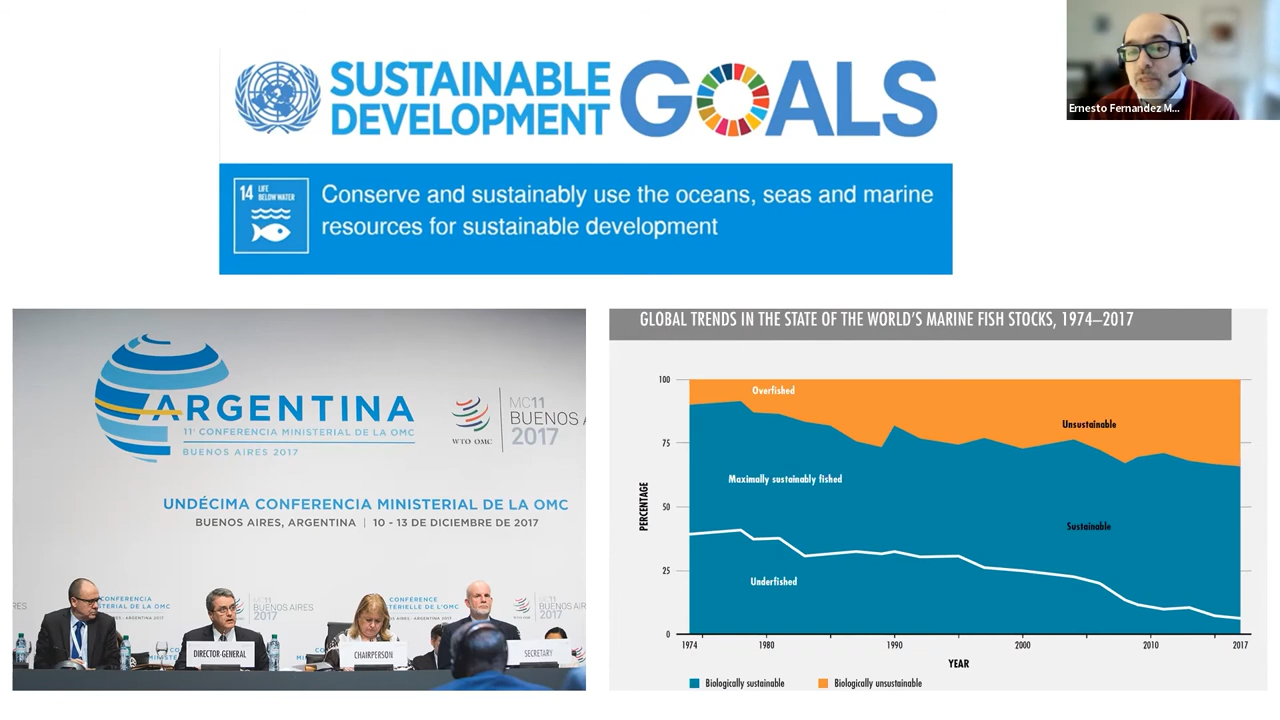 SUSTAINABLE
DEVELOPMENT
GOALS
14 LIFE
BELOW WATER
Conserve and sustainably use the oceans, seas and marine
resources for sustainable development
Ernesto Fernandez M...
ARGENTINA
11ª CONFERENCIA MINISTERIAL DE LA OMC
BUENOS AIRES 2017
WTO OMC
MC11
BUENOS A
2017
UNDÉCIMA CONFERENCIA MINISTERIAL DE LA OMC
BUENOS AIRES, ARGENTINA | 10 - 13 DE DICIEMBRE DE 2017
MC11
BUENOS AIRES
2017
DIRECTOR-GENERAL
CHAIRPERSON
SECRETARY
GLOBAL TRENDS IN THE STATE OF THE WORLD'S MARINE FISH STOCKS, 1974–2017
100
75
50
25
0
PERCENTAGE
Overfished
Unsustainable
Maximally sustainably fished
Sustainable
Underfished
1974 1980 1990 2000 2010 2017
YEAR
Biologically sustainable Biologically unsustainable